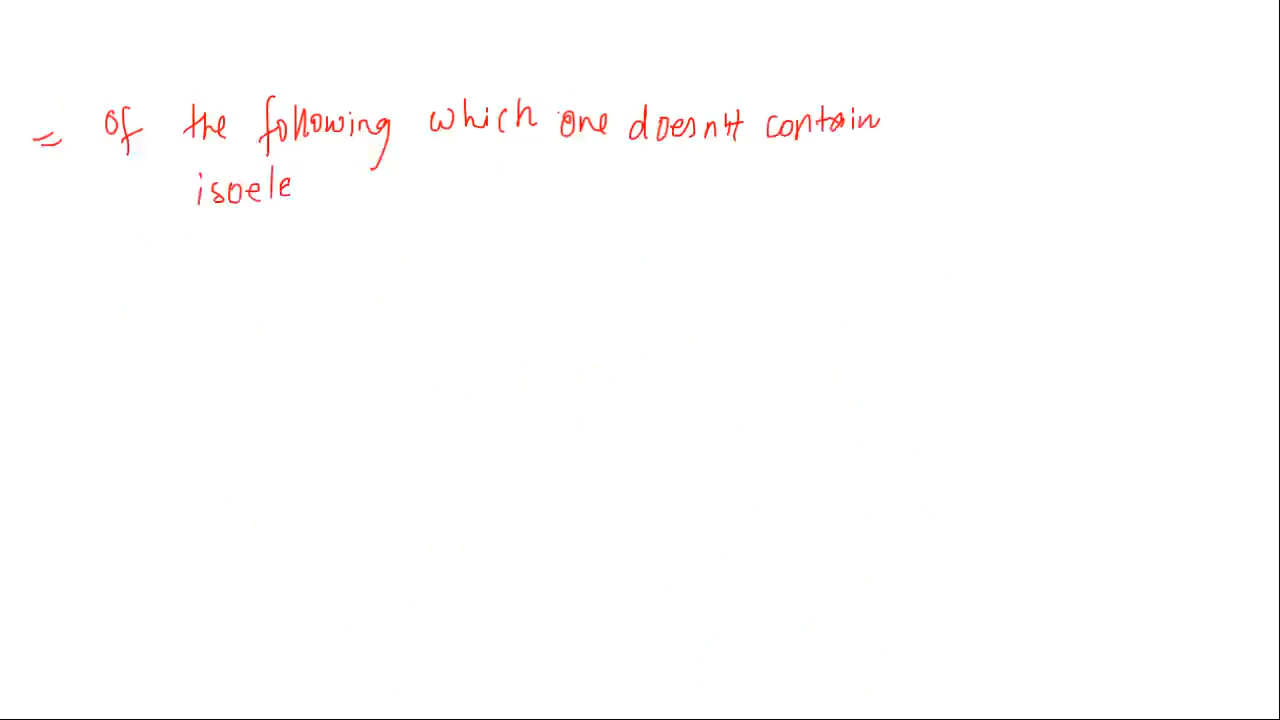 = Of the following which one doesn't contain
isoele